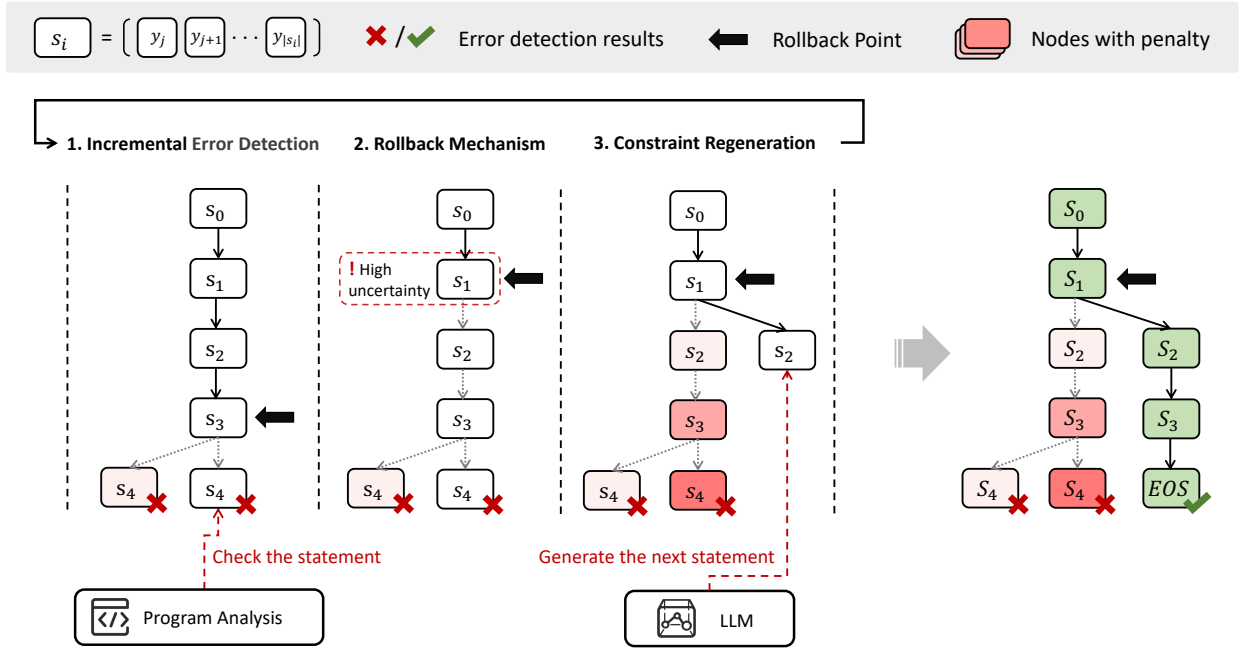 s_i = ( y_j y_{j+1} ··· y_{|s_i|} )
/
Error detection results
Rollback Point
Nodes with penalty
1. Incremental Error Detection
2. Rollback Mechanism
3. Constraint Regeneration
s_0
s_1
s_2
s_3
s_4
s_4
Check the statement
Program Analysis
s_0
! High
uncertainty
s_1
s_2
s_3
s_4
s_4
s_0
s_1
s_2
s_2
s_3
s_4
s_4
Generate the next statement
LLM
S_0
S_1
S_2
S_2
S_3
S_3
S_4
S_4
EOS